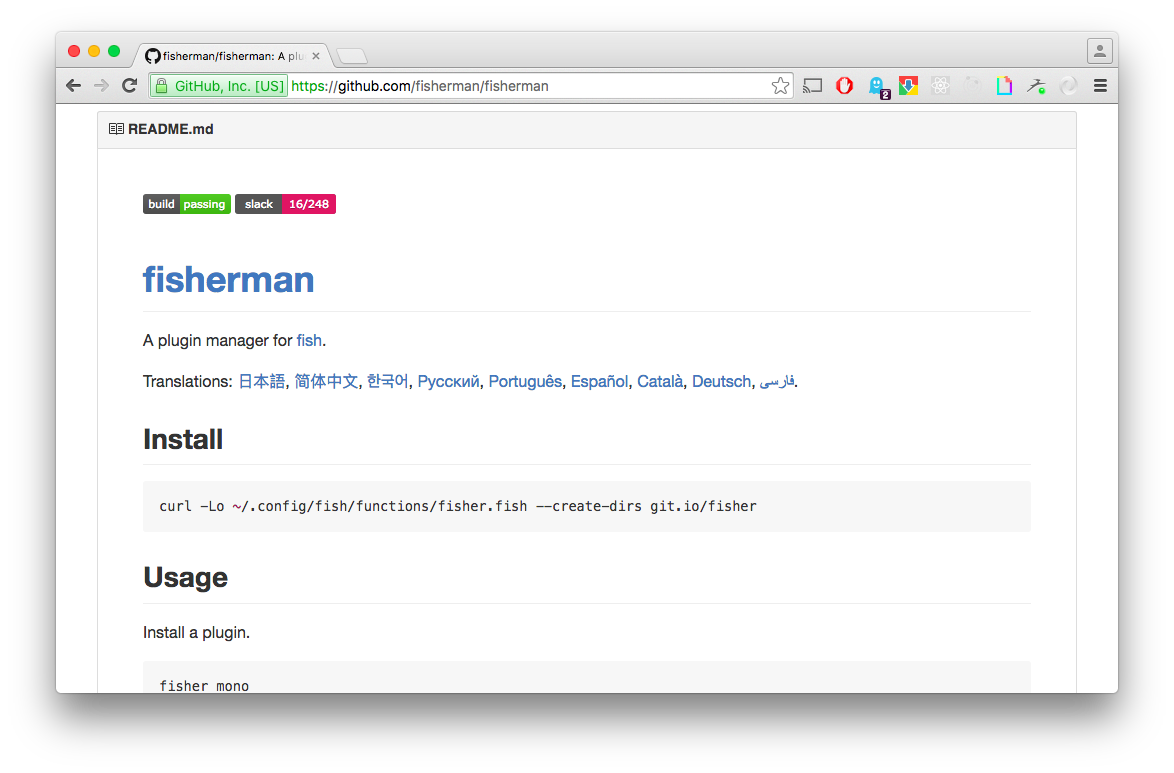 fisherman/fisherman: A plu
GitHub, Inc. [US] https://github.com/fisherman/fisherman
2
README.md
build passing slack 16/248
fisherman
A plugin manager for fish.
Translations: 日本語, 简体中文, 한국어, Русский, Português, Español, Català, Deutsch, فارسی.
Install
curl -Lo ~/.config/fish/functions/fisher.fish --create-dirs git.io/fisher
Usage
Install a plugin.
fisher mono